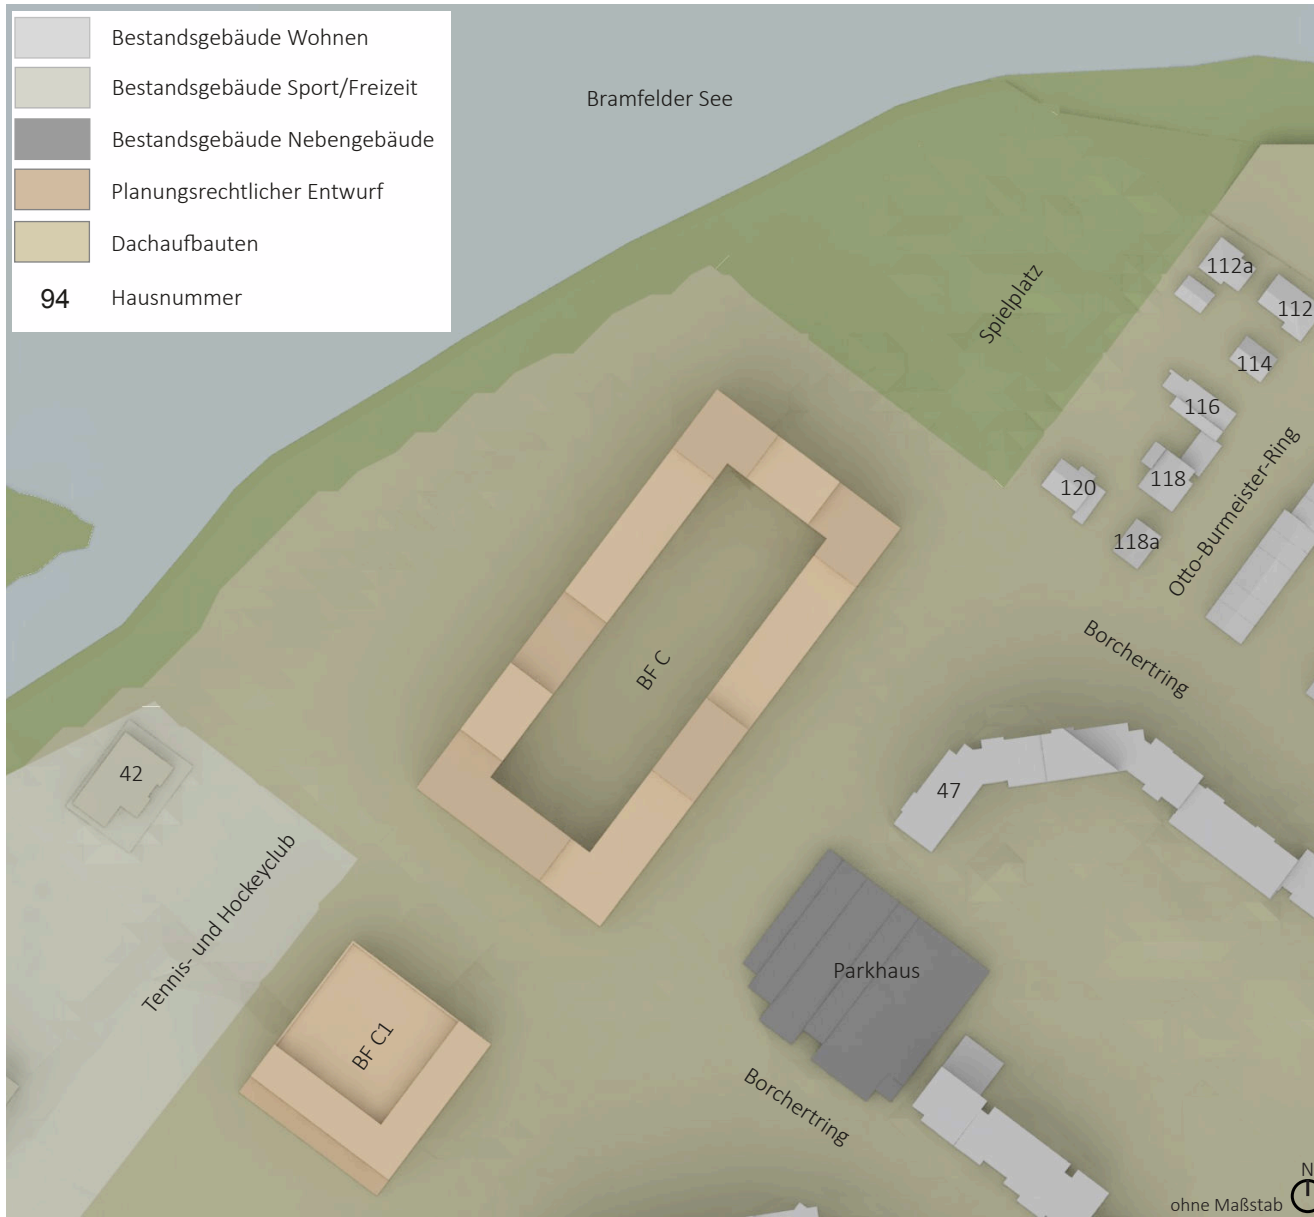 Bestandsgebäude Wohnen
Bestandsgebäude Sport/Freizeit
Bestandsgebäude Nebengebäude
Planungsrechtlicher Entwurf
Dachaufbauten
94 Hausnummer
Bramfelder See
Spielplatz
112a
112
114
116
118
120
118a
Otto-Burmeister-Ring
Borchertring
BF C
42
47
Tennis- und Hockeyclub
Parkhaus
BF C1
Borchertring
N
ohne Maßstab